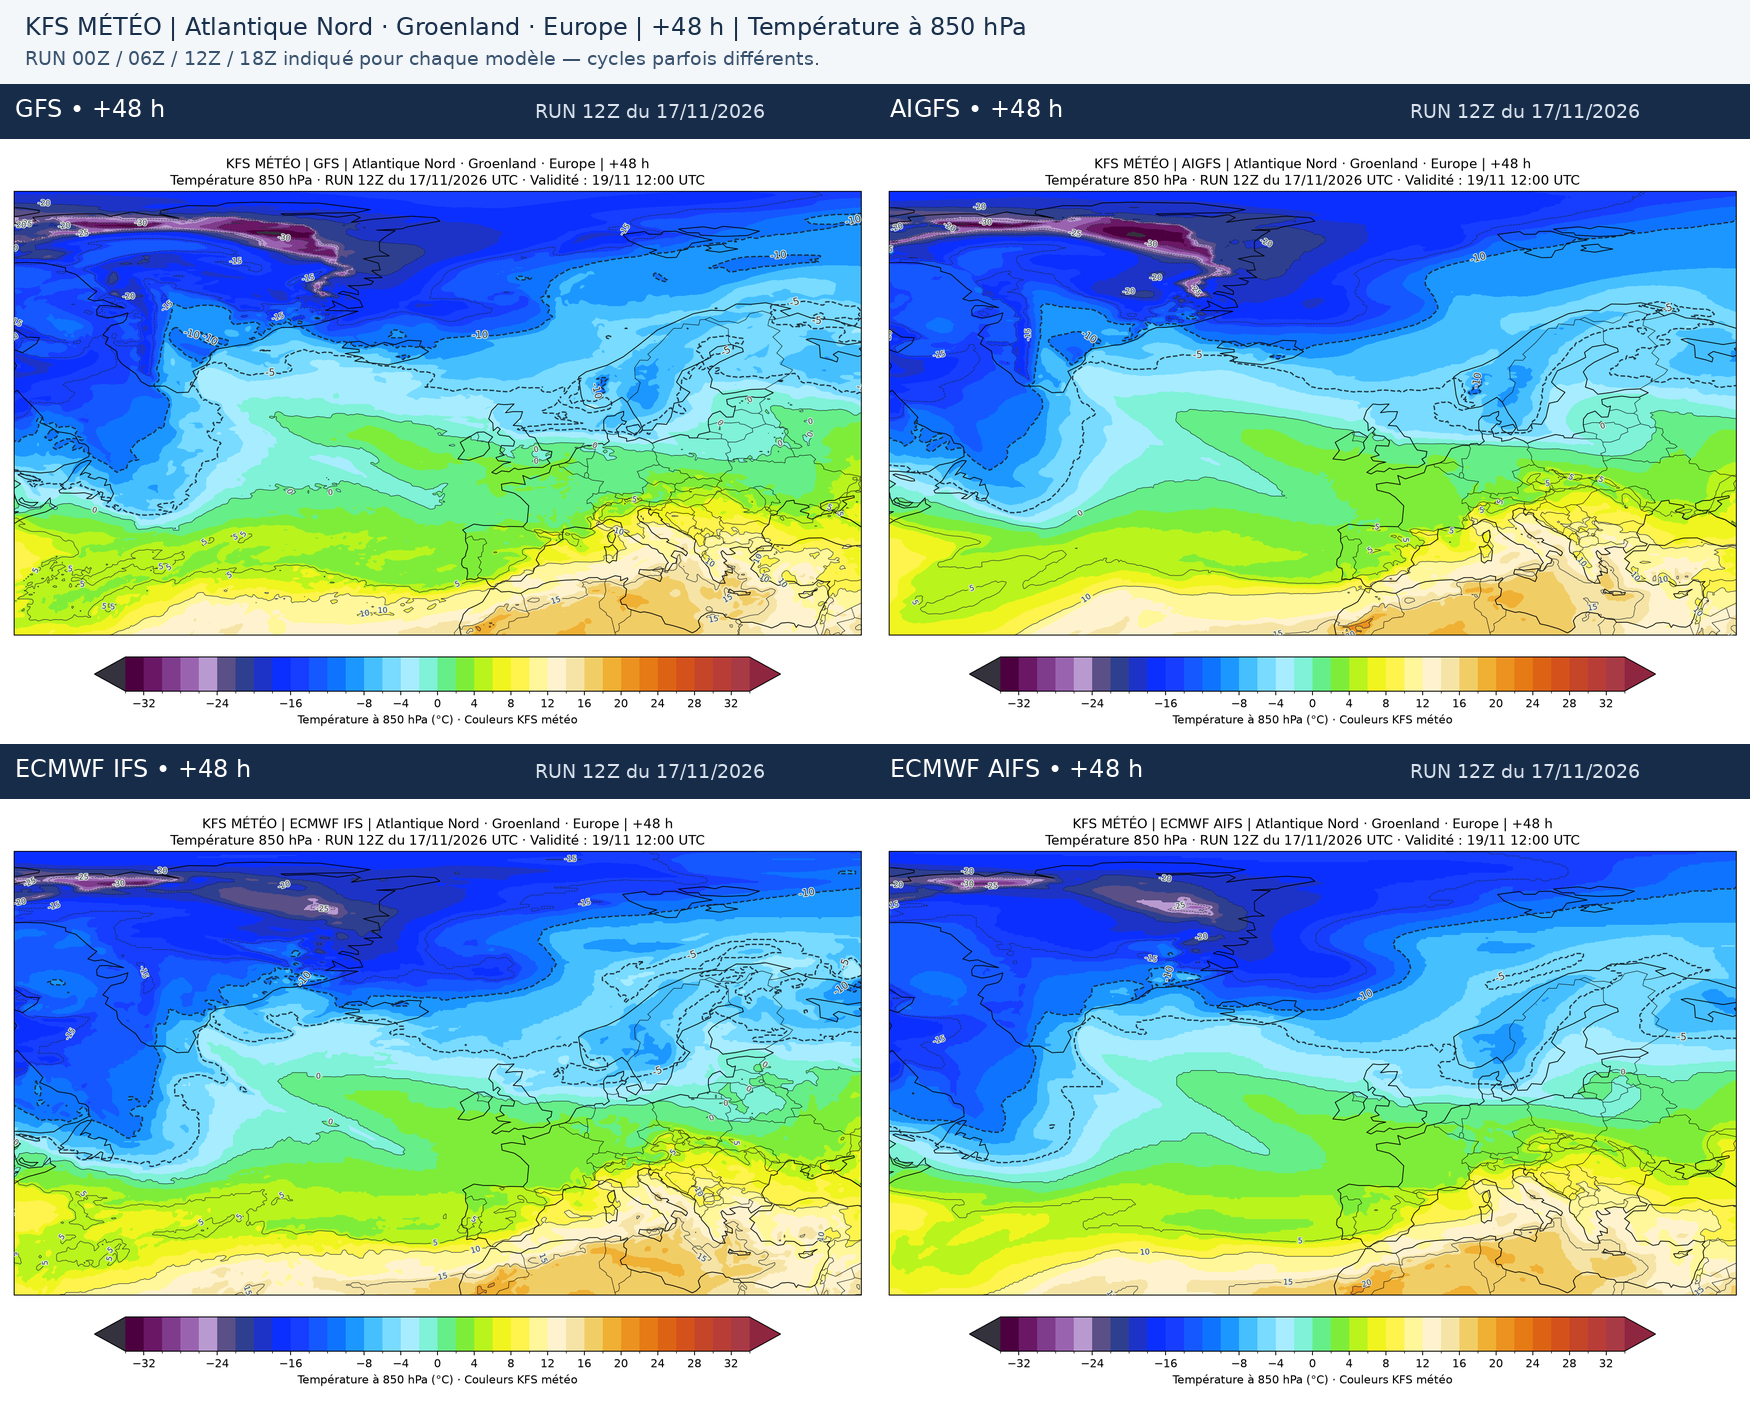 KFS MÉTÉO | Atlantique Nord · Groenland · Europe | +48 h | Température à 850 hPa
RUN 00Z / 06Z / 12Z / 18Z indiqué pour chaque modèle — cycles parfois différents.
GFS • +48 h
RUN 12Z du 17/11/2026
KFS MÉTÉO | GFS | Atlantique Nord · Groenland · Europe | +48 h
Température 850 hPa · RUN 12Z du 17/11/2026 UTC · Validité : 19/11 12:00 UTC
−32 −24 −16 −8 −4 0 4 8 12 16 20 24 28 32
Température à 850 hPa (°C) · Couleurs KFS météo
AIGFS • +48 h
RUN 12Z du 17/11/2026
KFS MÉTÉO | AIGFS | Atlantique Nord · Groenland · Europe | +48 h
Température 850 hPa · RUN 12Z du 17/11/2026 UTC · Validité : 19/11 12:00 UTC
−32 −24 −16 −8 −4 0 4 8 12 16 20 24 28 32
Température à 850 hPa (°C) · Couleurs KFS météo
ECMWF IFS • +48 h
RUN 12Z du 17/11/2026
KFS MÉTÉO | ECMWF IFS | Atlantique Nord · Groenland · Europe | +48 h
Température 850 hPa · RUN 12Z du 17/11/2026 UTC · Validité : 19/11 12:00 UTC
−32 −24 −16 −8 −4 0 4 8 12 16 20 24 28 32
Température à 850 hPa (°C) · Couleurs KFS météo
ECMWF AIFS • +48 h
RUN 12Z du 17/11/2026
KFS MÉTÉO | ECMWF AIFS | Atlantique Nord · Groenland · Europe | +48 h
Température 850 hPa · RUN 12Z du 17/11/2026 UTC · Validité : 19/11 12:00 UTC
−32 −24 −16 −8 −4 0 4 8 12 16 20 24 28 32
Température à 850 hPa (°C) · Couleurs KFS météo